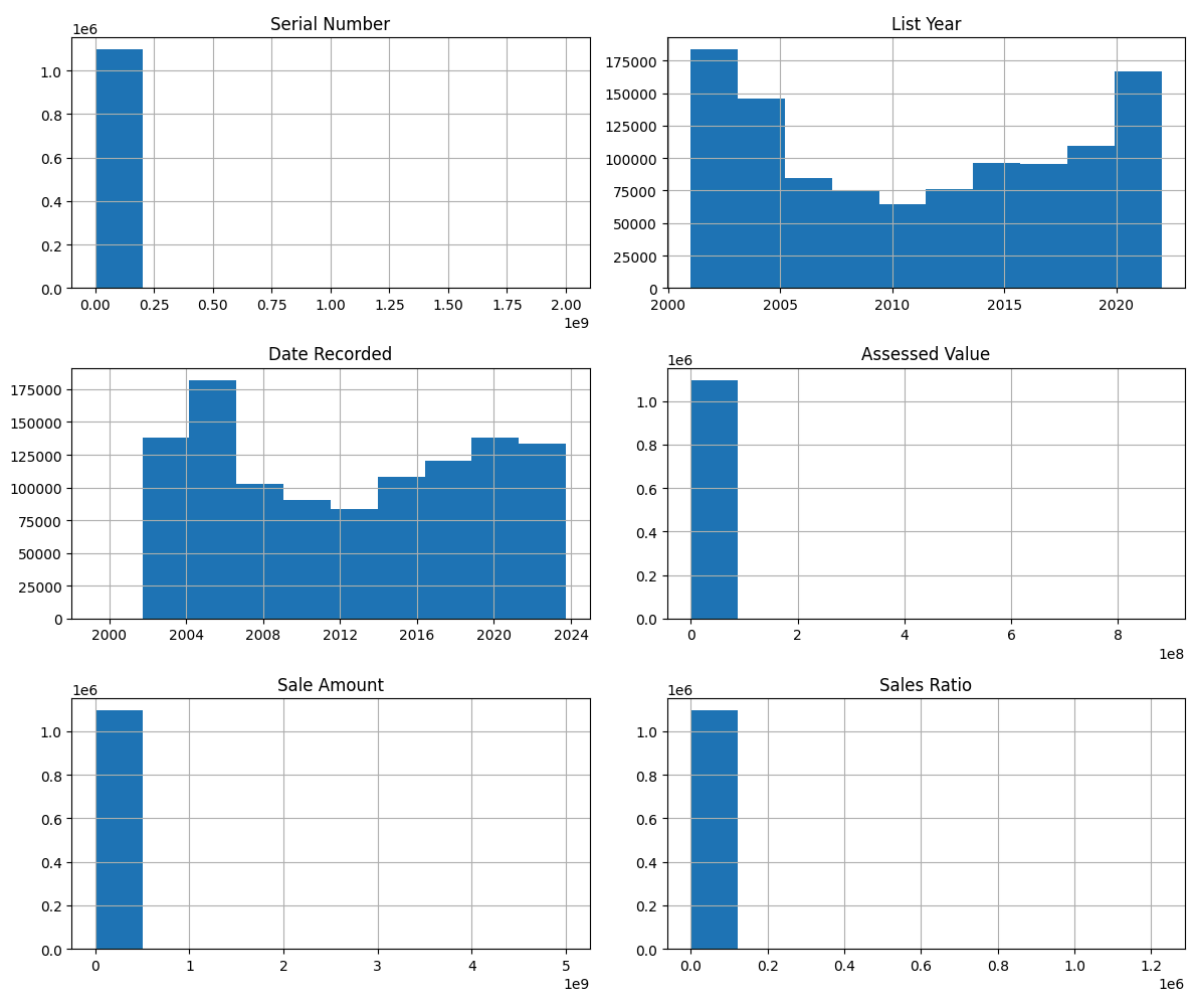 Serial Number
1e6
1.0
0.8
0.6
0.4
0.2
0.0
0.00 0.25 0.50 0.75 1.00 1.25 1.50 1.75 2.00
1e9
List Year
175000
150000
125000
100000
75000
50000
25000
0
2000 2005 2010 2015 2020
Date Recorded
175000
150000
125000
100000
75000
50000
25000
0
2000 2004 2008 2012 2016 2020 2024
Assessed Value
1e6
1.0
0.8
0.6
0.4
0.2
0.0
0 2 4 6 8
1e8
Sale Amount
1e6
1.0
0.8
0.6
0.4
0.2
0.0
0 1 2 3 4 5
1e9
Sales Ratio
1e6
1.0
0.8
0.6
0.4
0.2
0.0
0.0 0.2 0.4 0.6 0.8 1.0 1.2
1e6